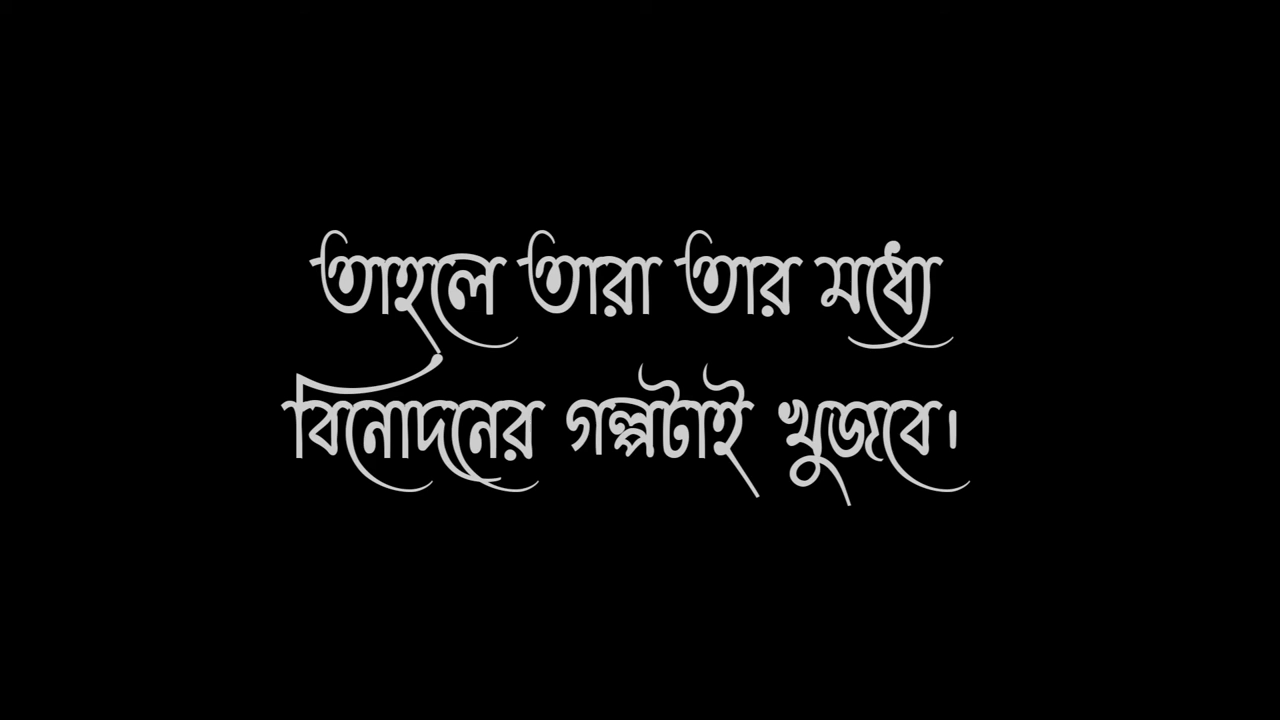 তাহলে তারা তার মধ্যে
বিনোদনের গল্পটাই খুজবে।